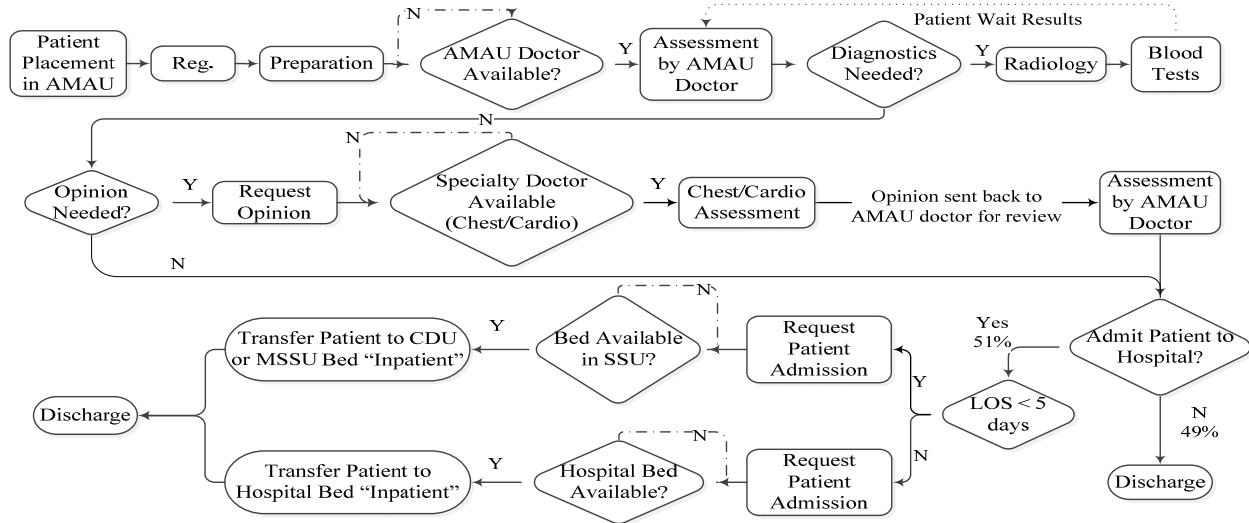 Patient
Placement
in AMAU
Reg.
Preparation
N
AMAU Doctor
Available?
Y
Assessment
by AMAU
Doctor
Patient Wait Results
Diagnostics
Needed?
Y
Radiology
Blood
Tests
N
Opinion
Needed?
Y
Request
Opinion
N
Specialty Doctor
Available
(Chest/Cardio)
Y
Chest/Cardio
Assessment
Opinion sent back to
AMAU doctor for review
Assessment
by AMAU
Doctor
N
Admit Patient to
Hospital?
Yes
51%
N
49%
Discharge
LOS < 5
days
Y
Request
Patient
Admission
N
Bed Available
in SSU?
Y
Transfer Patient to CDU
or MSSU Bed “Inpatient”
Discharge
N
Request
Patient
Admission
N
Hospital Bed
Available?
Y
Transfer Patient to
Hospital Bed “Inpatient”